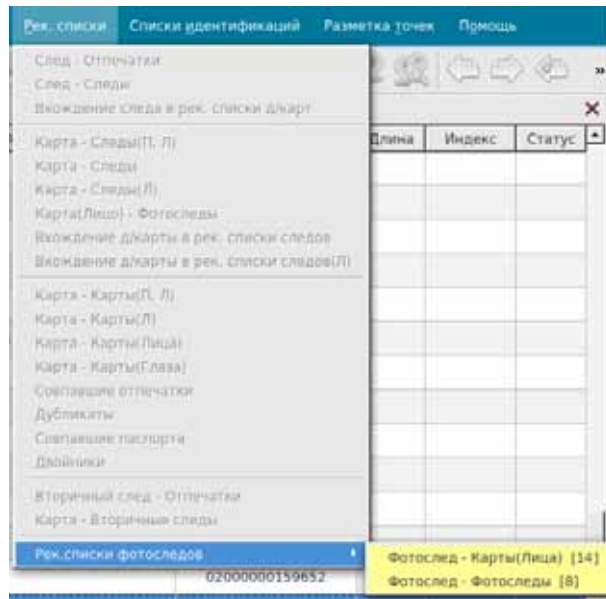 Рек. списки Списки идентификаций Разметка точек Помощь
След - Отпечатки
След - Следы
Вхождение следа в рек. списки д/карт
Карта - Следы(П, Л)
Длина Индекс Статус
Карта - Следы
Карта - Следы(Л)
Карта(Лицо) - Фотоследы
Вхождение д/карты в рек. списки следов
Вхождение д/карты в рек. списки следов(Л)
Карта - Карты(П, Л)
Карта - Карты(Л)
Карта - Карты(Лица)
Карта - Карты(Глаза)
Совпавшие отпечатки
Дубликаты
Совпавшие паспорта
Двойники
Вторичный след - Отпечатки
Карта - Вторичные следы
Рек.списки фотоследов
Фотослед - Карты(Лица) [14]
Фотослед - Фотоследы [8]
02000000159652